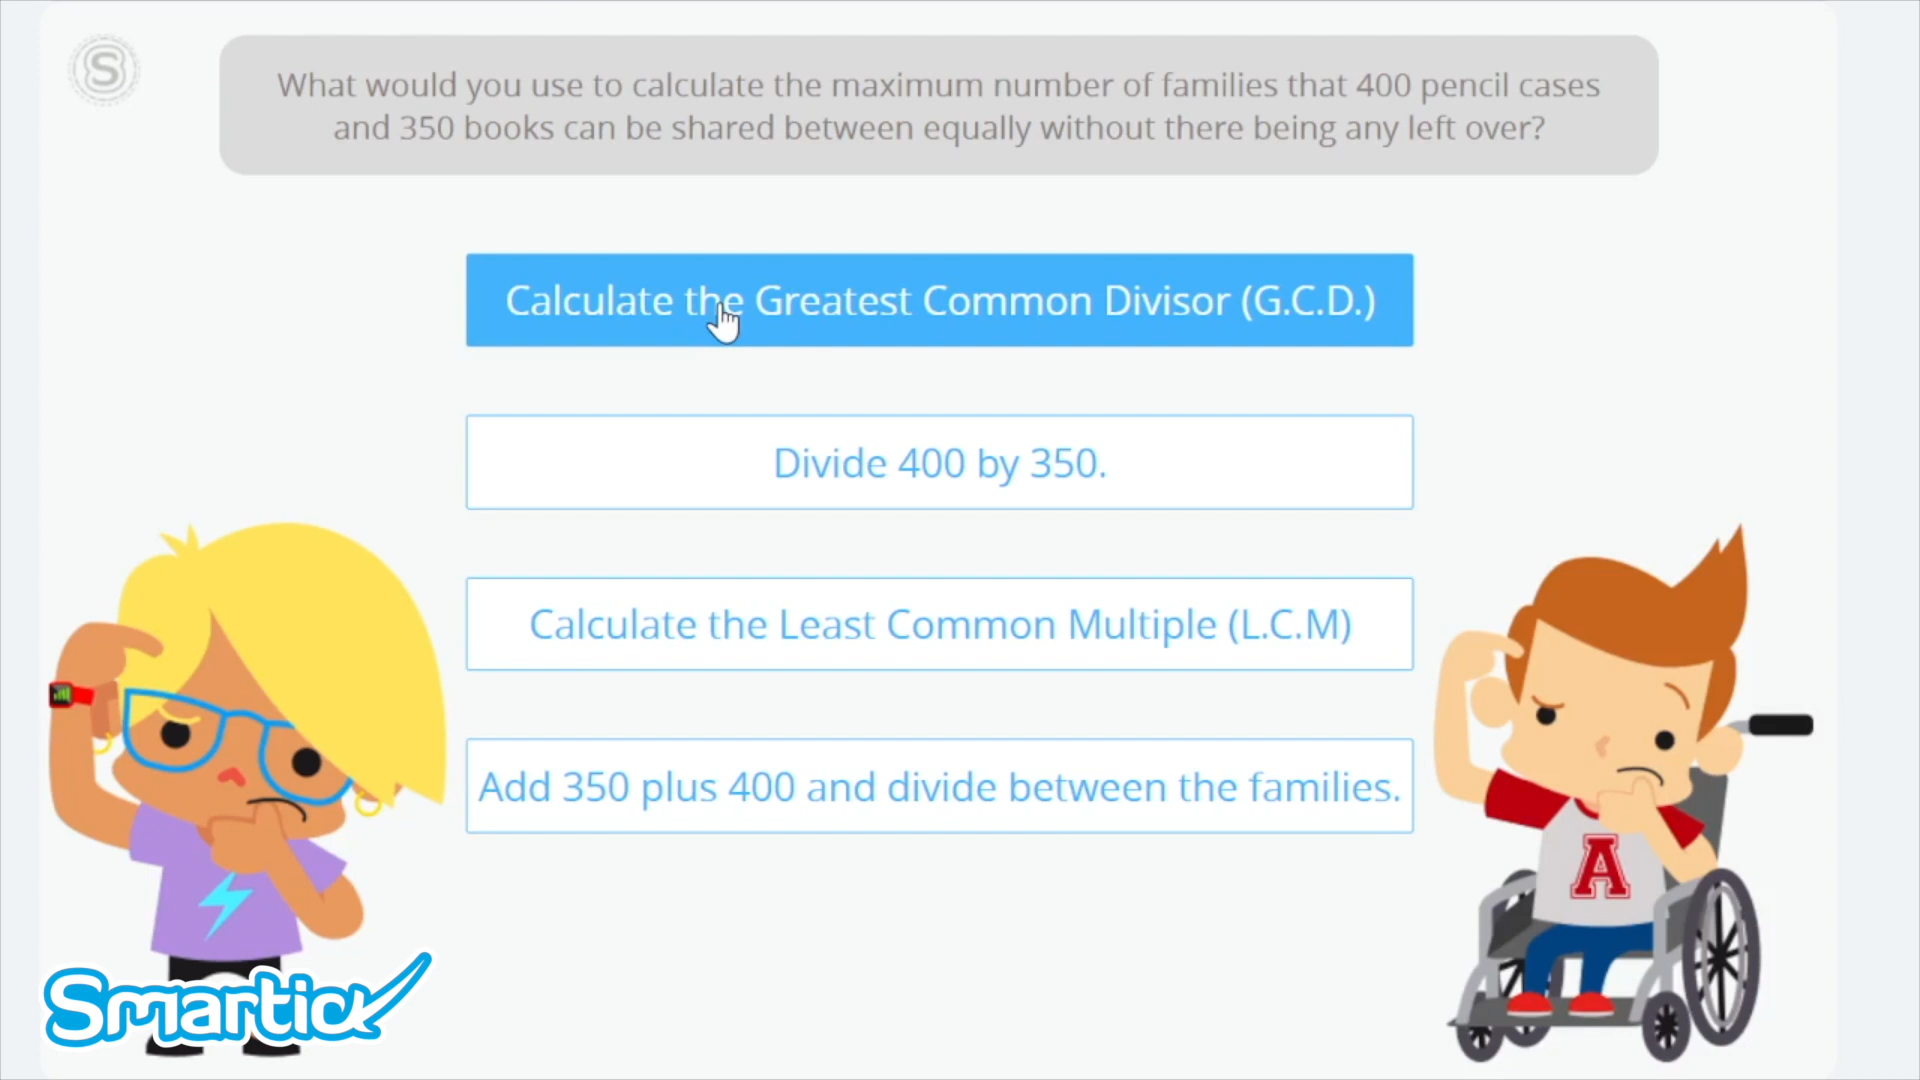 S
What would you use to calculate the maximum number of families that 400 pencil cases
and 350 books can be shared between equally without there being any left over?
Calculate the Greatest Common Divisor (G.C.D.)
Divide 400 by 350.
Calculate the Least Common Multiple (L.C.M)
Add 350 plus 400 and divide between the families.
A
Smartick